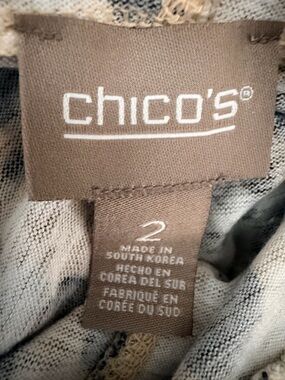 chico's®
2
MADE IN
SOUTH KOREA
HECHO EN
COREA DEL SUR
FABRIQUÉ EN
CORÉE DU SUD